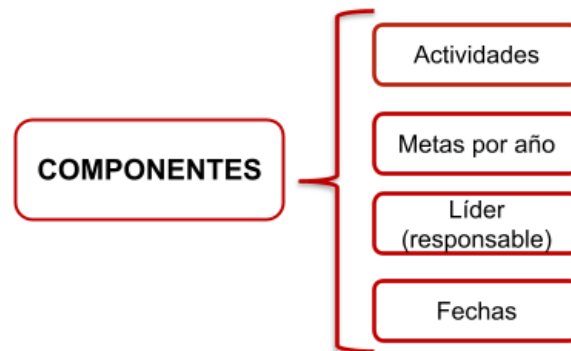 COMPONENTES
Actividades
Metas por año
Líder
(responsable)
Fechas